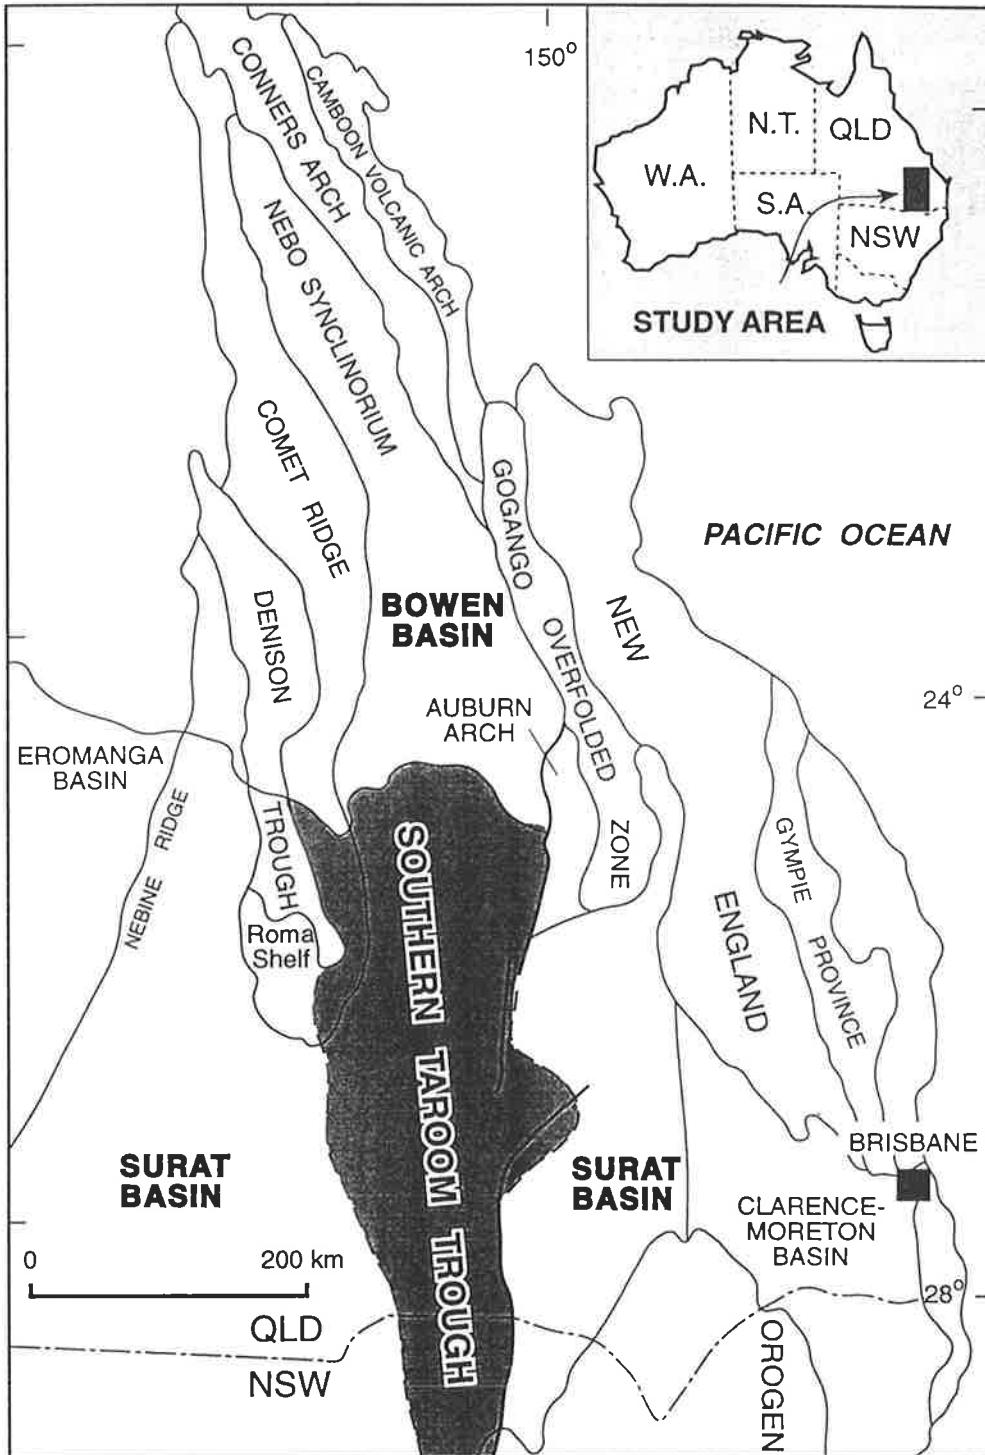 150°
CONNERS ARCH
CAMBOON VOLCANIC ARCH
NEBO SYNCLINORIUM
COMET RIDGE
W.A.
N.T.
QLD
S.A.
NSW
STUDY AREA
GOGANGO
OVERFOLDED
ZONE
PACIFIC OCEAN
DENISON
TROUGH
BOWEN
BASIN
NEW
ENGLAND
OROGEN
AUBURN
ARCH
24°
EROMANGA
BASIN
NEBINE RIDGE
Roma
Shelf
SOUTHERN TAROOM TROUGH
GYMPIE
PROVINCE
SURAT
BASIN
SURAT
BASIN
BRISBANE
CLARENCE-
MORETON
BASIN
0 200 km
28°
QLD
NSW